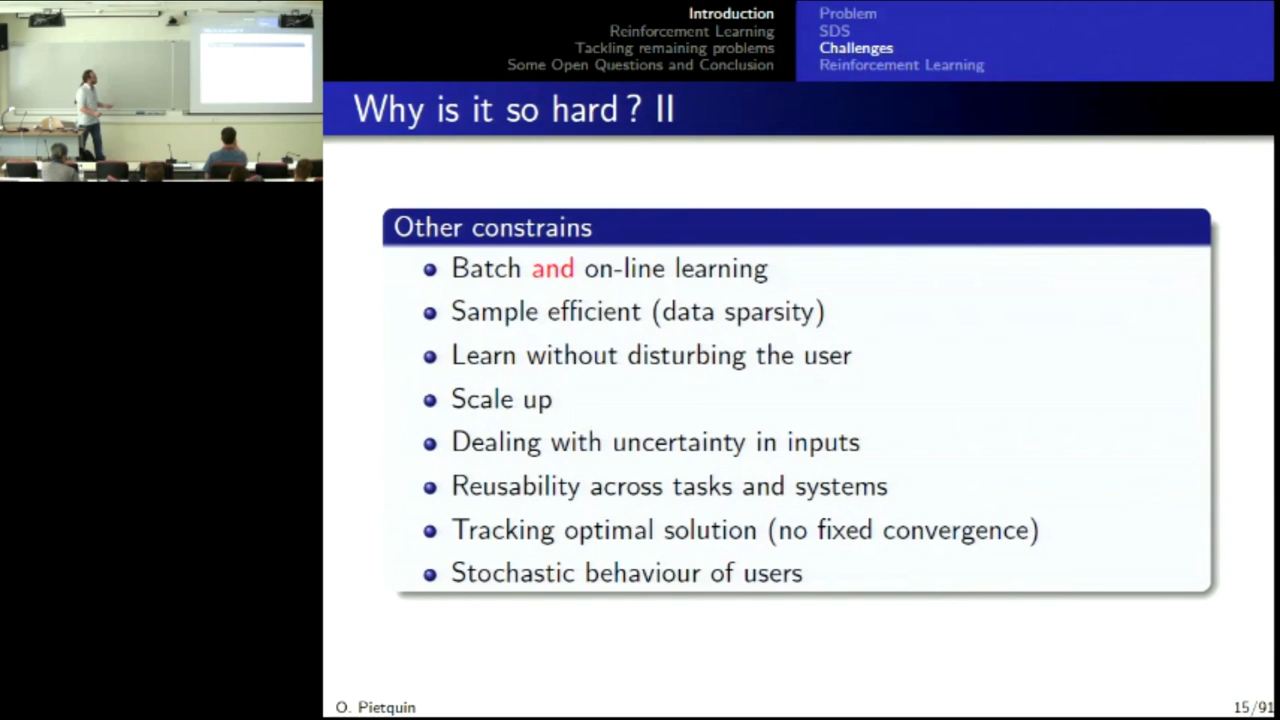 Introduction
Reinforcement Learning
Tackling remaining problems
Some Open Questions and Conclusion
Problem
SDS
Challenges
Reinforcement Learning
Why is it so hard ? II
Other constrains
Batch and on-line learning
Sample efficient (data sparsity)
Learn without disturbing the user
Scale up
Dealing with uncertainty in inputs
Reusability across tasks and systems
Tracking optimal solution (no fixed convergence)
Stochastic behaviour of users
O. Pietquin
15/91